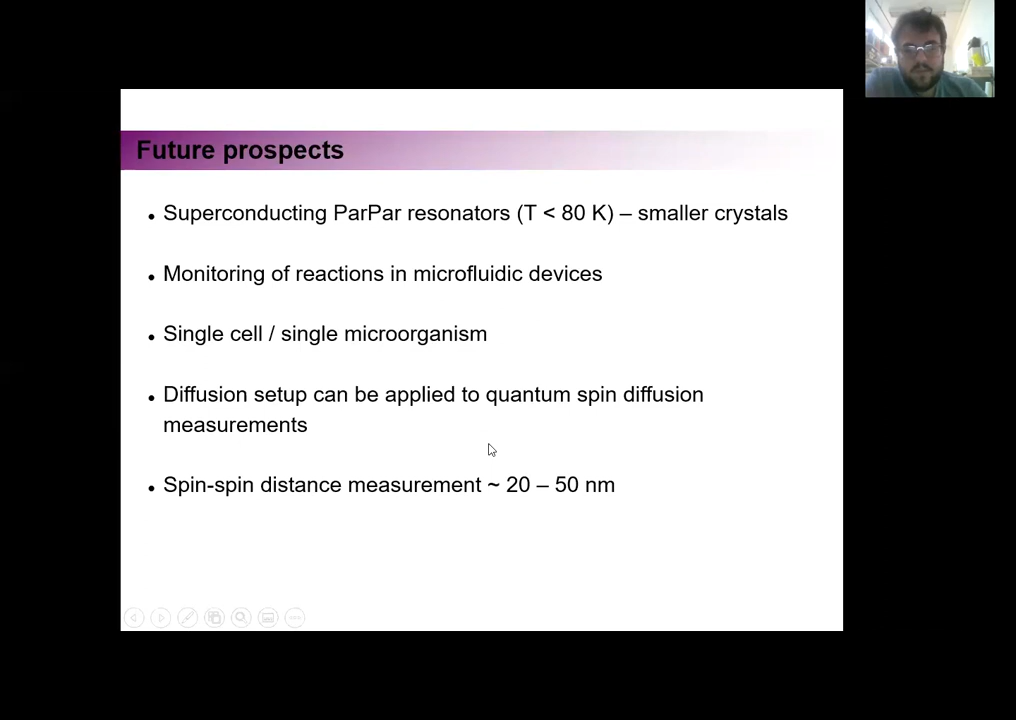 Future prospects
• Superconducting ParPar resonators (T < 80 K) – smaller crystals
• Monitoring of reactions in microfluidic devices
• Single cell / single microorganism
• Diffusion setup can be applied to quantum spin diffusion
measurements
• Spin-spin distance measurement ~ 20 – 50 nm